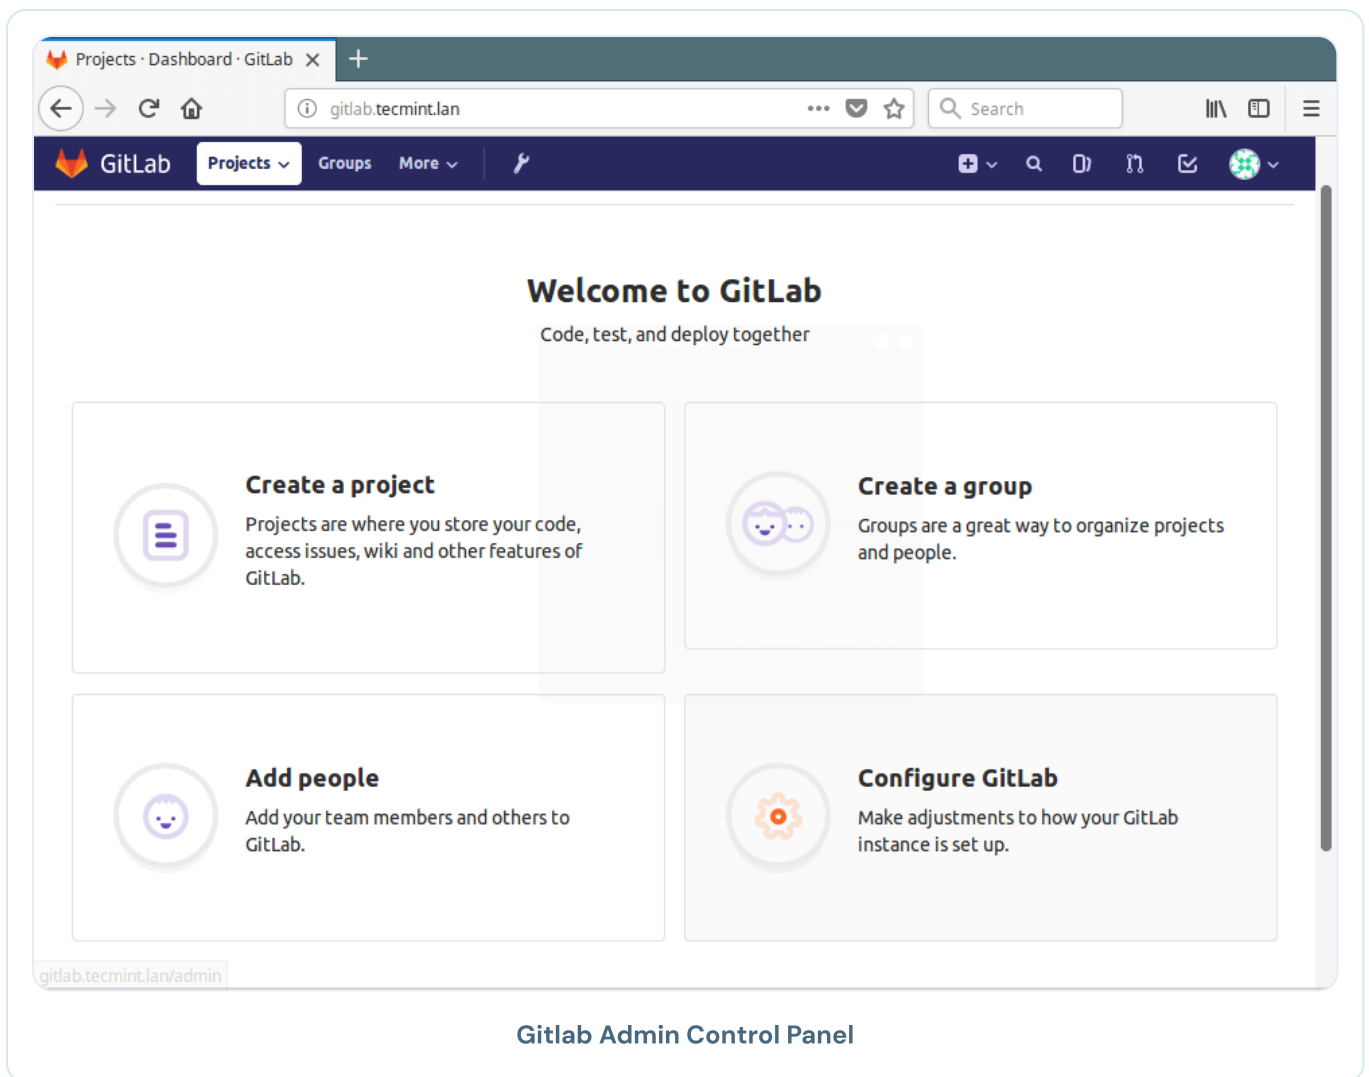 Projects · Dashboard · GitLab
gitlab.tecmint.lan
Search
GitLab Projects Groups More
Welcome to GitLab
Code, test, and deploy together
Create a project
Projects are where you store your code,
access issues, wiki and other features of
GitLab.
Create a group
Groups are a great way to organize projects
and people.
Add people
Add your team members and others to
GitLab.
Configure GitLab
Make adjustments to how your GitLab
instance is set up.
gitlab.tecmint.lan/admin
Gitlab Admin Control Panel